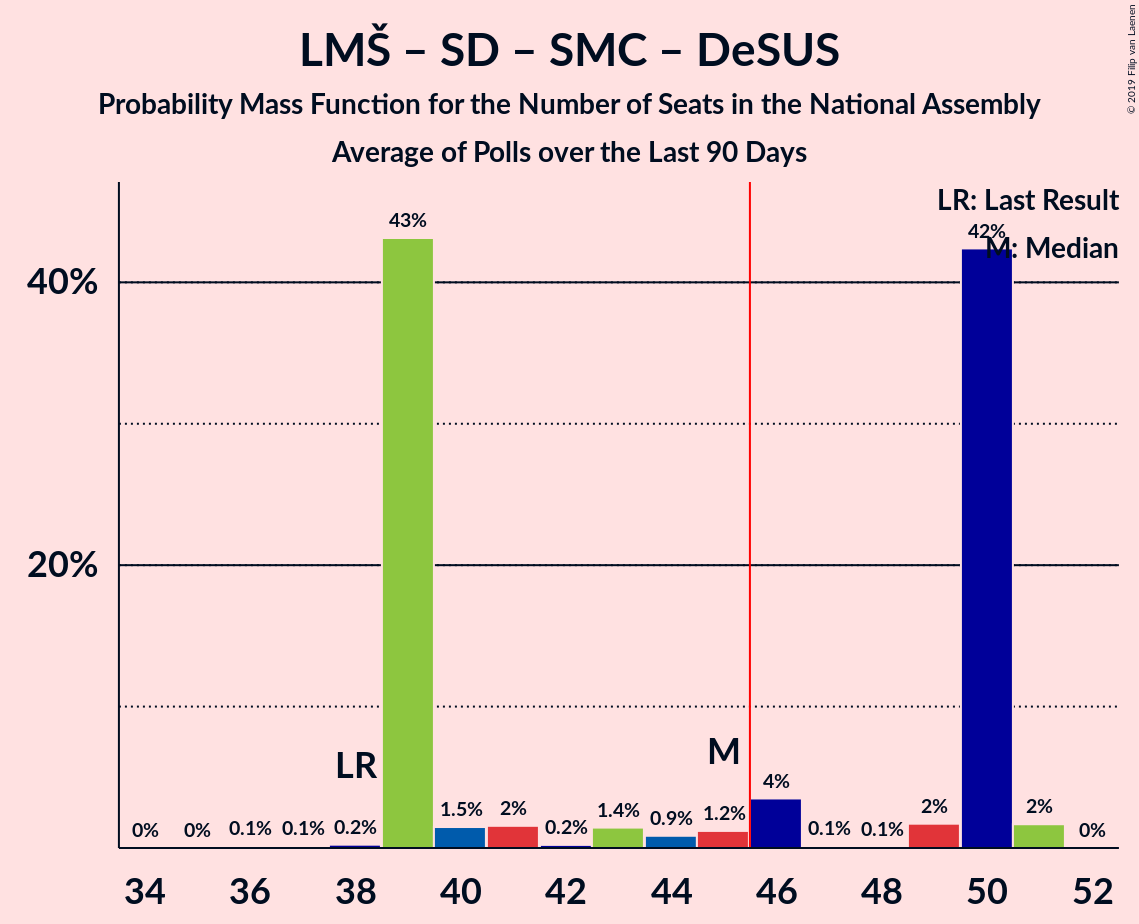 LMŠ – SD – SMC – DeSUS
Probability Mass Function for the Number of Seats in the National Assembly
Average of Polls over the Last 90 Days
© 2019 Filip van Laenen
LR: Last Result
M: Median
40%
20%
0% 0% 0.1% 0.1% 0.2% 43% 1.5% 2% 0.2% 1.4% 0.9% 1.2% 4% 0.1% 0.1% 2% 42% 2% 0%
LR M
34 36 38 40 42 44 46 48 50 52